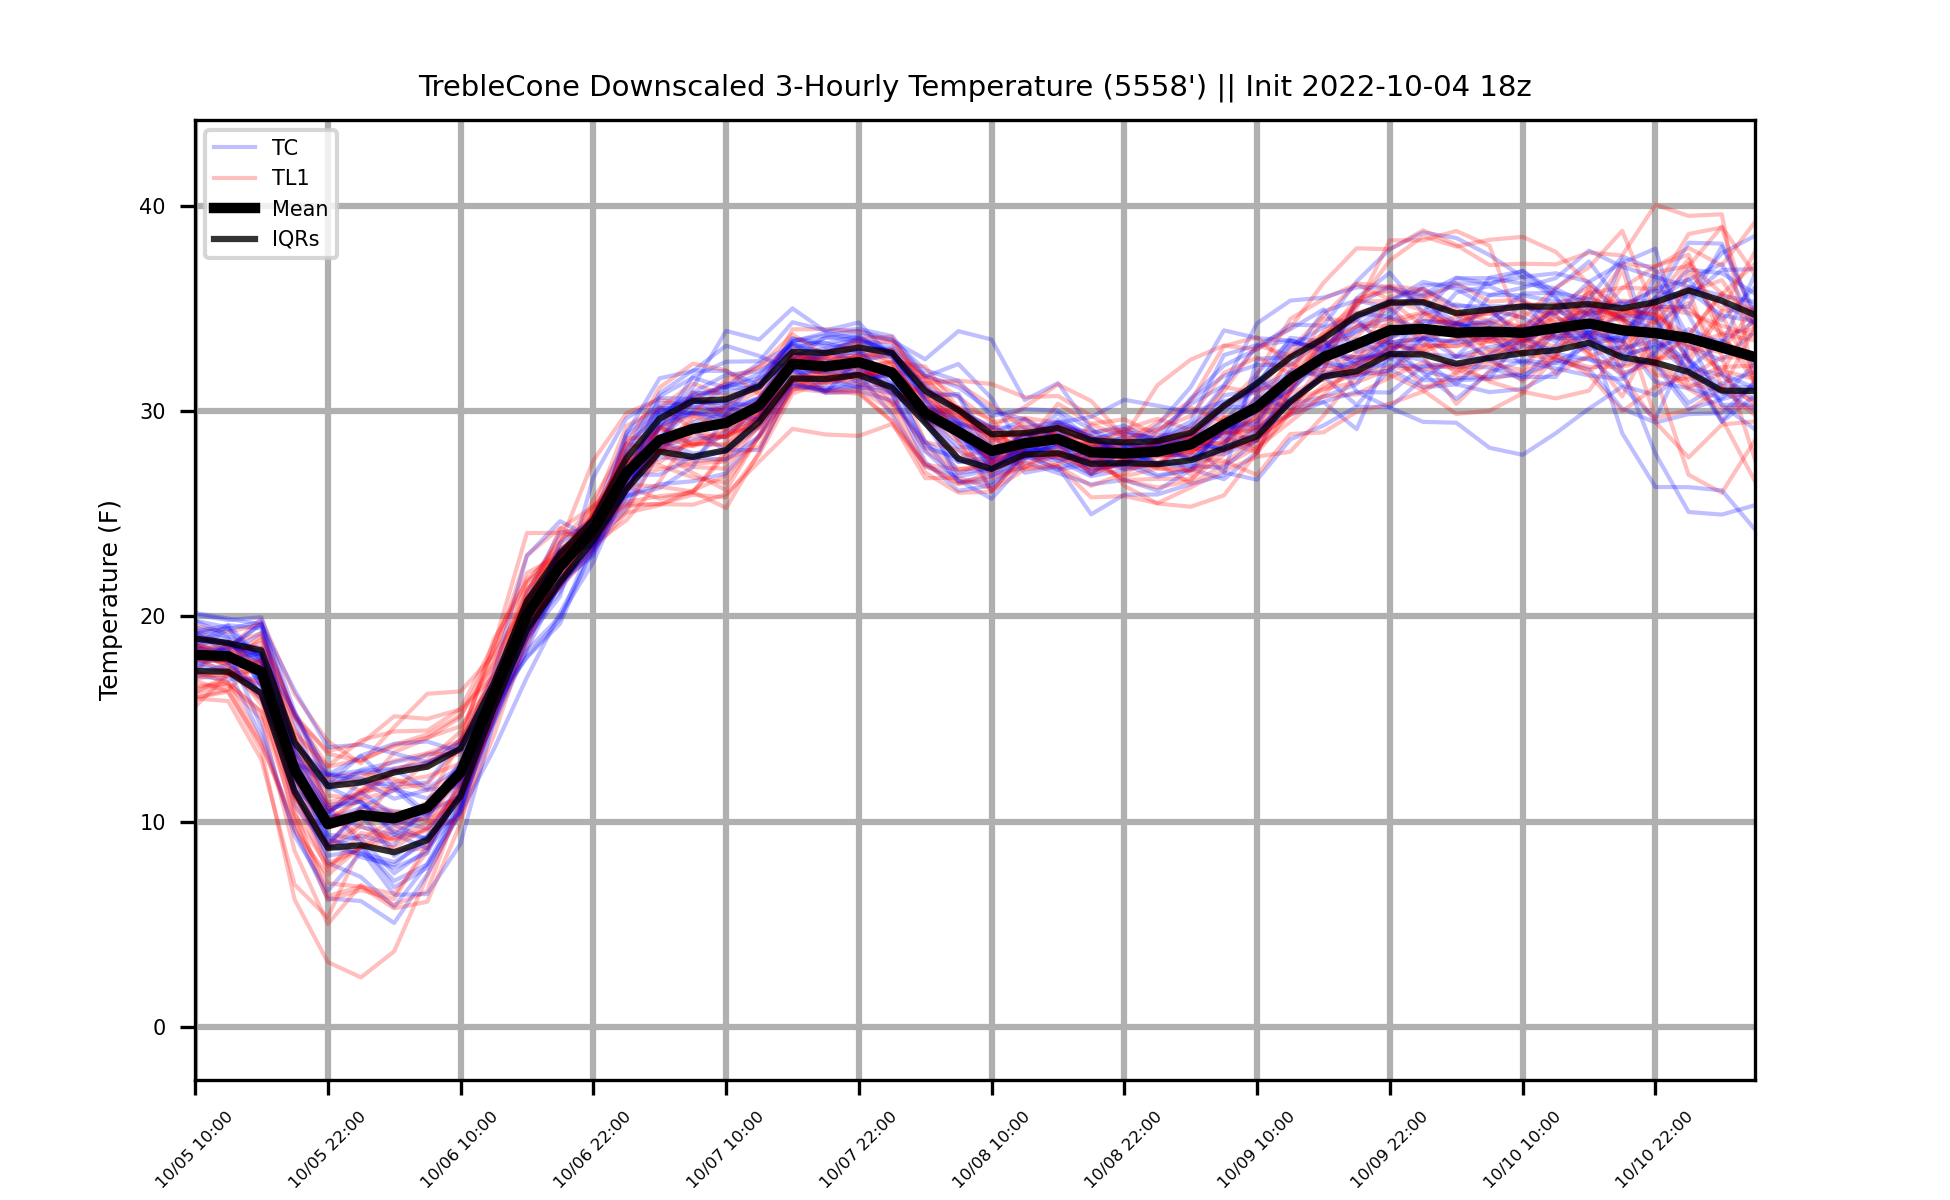 TrebleCone Downscaled 3-Hourly Temperature (5558') || Init 2022-10-04 18z
TC
TL1
Mean
IQRs
Temperature (F)
40
30
20
10
0
10/05 10:00
10/05 22:00
10/06 10:00
10/06 22:00
10/07 10:00
10/07 22:00
10/08 10:00
10/08 22:00
10/09 10:00
10/09 22:00
10/10 10:00
10/10 22:00